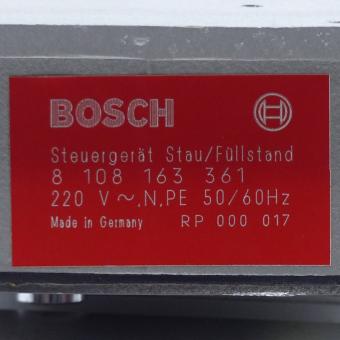 BOSCH
Steuergerät Stau/Füllstand
8 108 163 361
220 V ~,N,PE 50/60Hz
Made in Germany RP 000 017